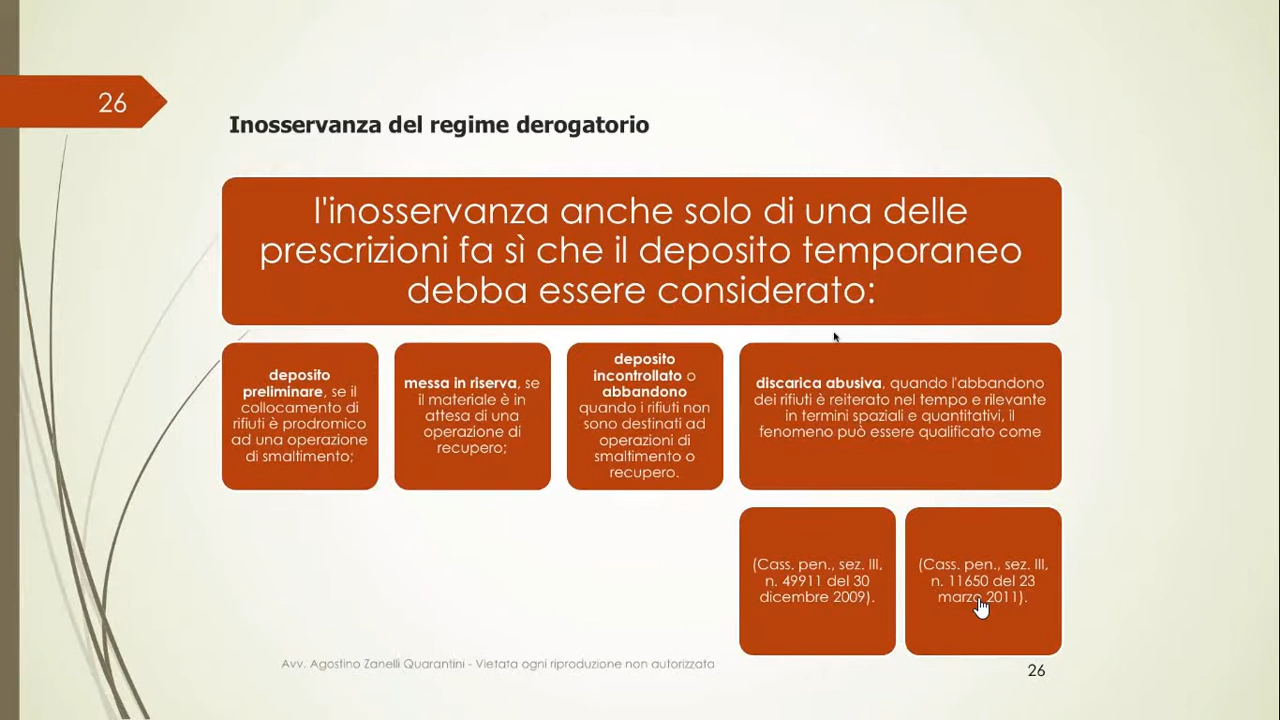 26
Inosservanza del regime derogatorio
l'inosservanza anche solo di una delle
prescrizioni fa sì che il deposito temporaneo
debba essere considerato:
deposito
preliminare, se il
collocamento di
rifiuti è prodromico
ad una operazione
di smaltimento;
messa in riserva, se
il materiale è in
attesa di una
operazione di
recupero;
deposito
incontrollato o
abbandono
quando i rifiuti non
sono destinati ad
operazioni di
smaltimento o
recupero.
discarica abusiva, quando l'abbandono
dei rifiuti è reiterato nel tempo e rilevante
in termini spaziali e quantitativi, il
fenomeno può essere qualificato come
(Cass. pen., sez. III,
n. 49911 del 30
dicembre 2009).
(Cass. pen., sez. III,
n. 11650 del 23
marzo 2011).
Avv. Agostino Zanelli Quarantini - Vietata ogni riproduzione non autorizzata
26